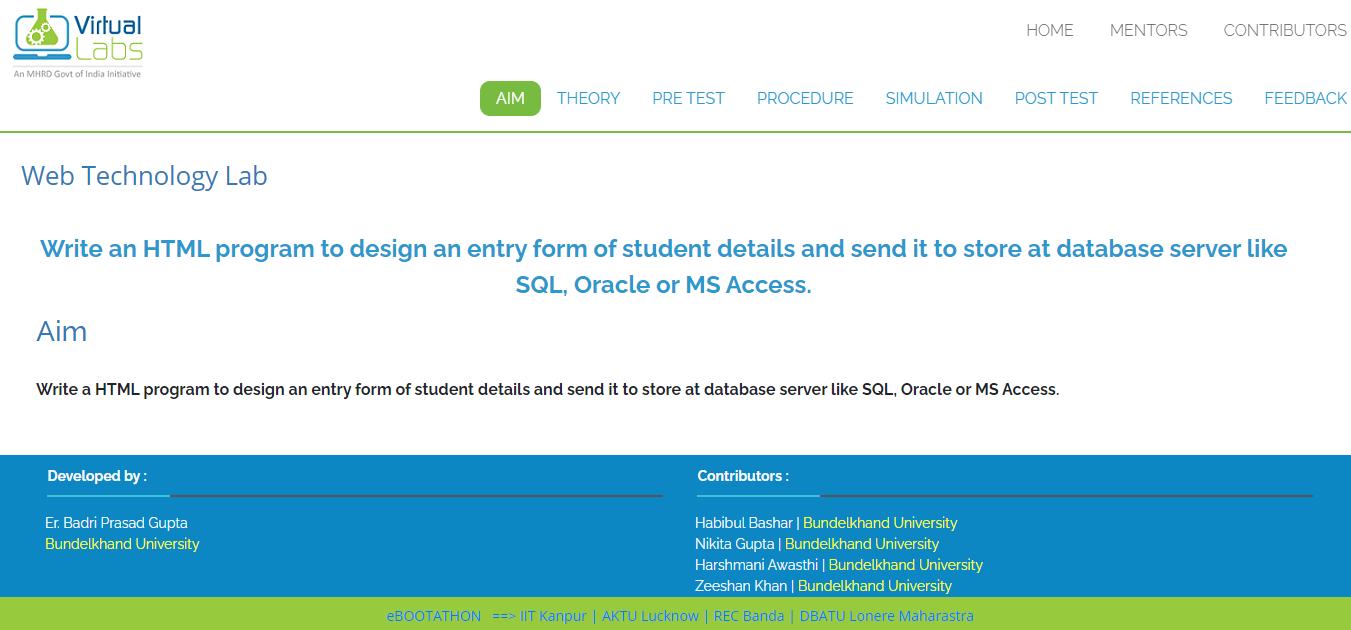 Virtual
Labs
An MHRD Govt of India Initiative
HOME MENTORS CONTRIBUTORS
AIM THEORY PRE TEST PROCEDURE SIMULATION POST TEST REFERENCES FEEDBACK
Web Technology Lab
Write an HTML program to design an entry form of student details and send it to store at database server like
SQL, Oracle or MS Access.
Aim
Write a HTML program to design an entry form of student details and send it to store at database server like SQL, Oracle or MS Access.
Developed by :
Er. Badri Prasad Gupta
Bundelkhand University
Contributors :
Habibul Bashar | Bundelkhand University
Nikita Gupta | Bundelkhand University
Harshmani Awasthi | Bundelkhand University
Zeeshan Khan | Bundelkhand University
eBOOTATHON ==> IIT Kanpur | AKTU Lucknow | REC Banda | DBATU Lonere Maharastra